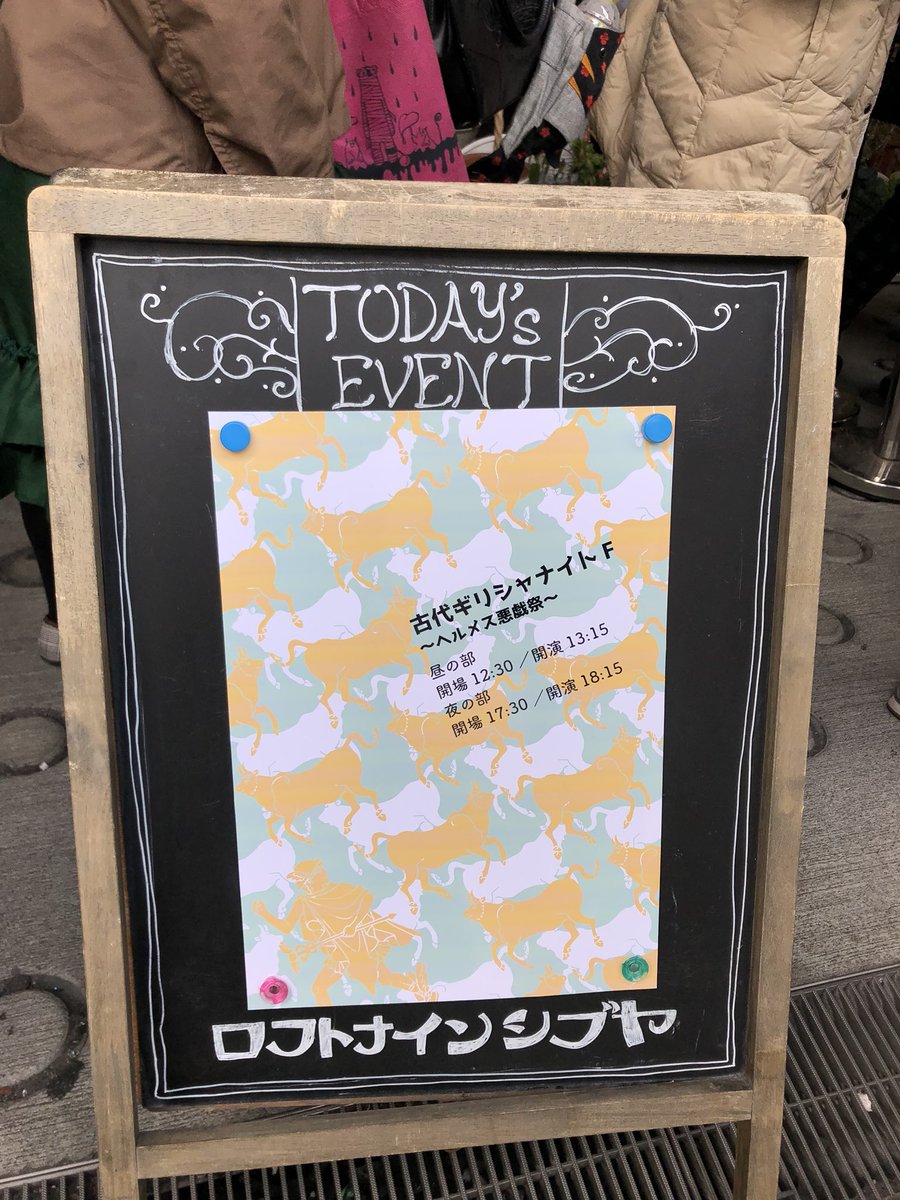 TODAY's
EVENT
古代ギリシャナイト F
～ヘルメス悪戯祭～
昼の部
開場 12:30 ／開演 13:15
夜の部
開場 17:30 ／開演 18:15
ロフトナインシブヤ